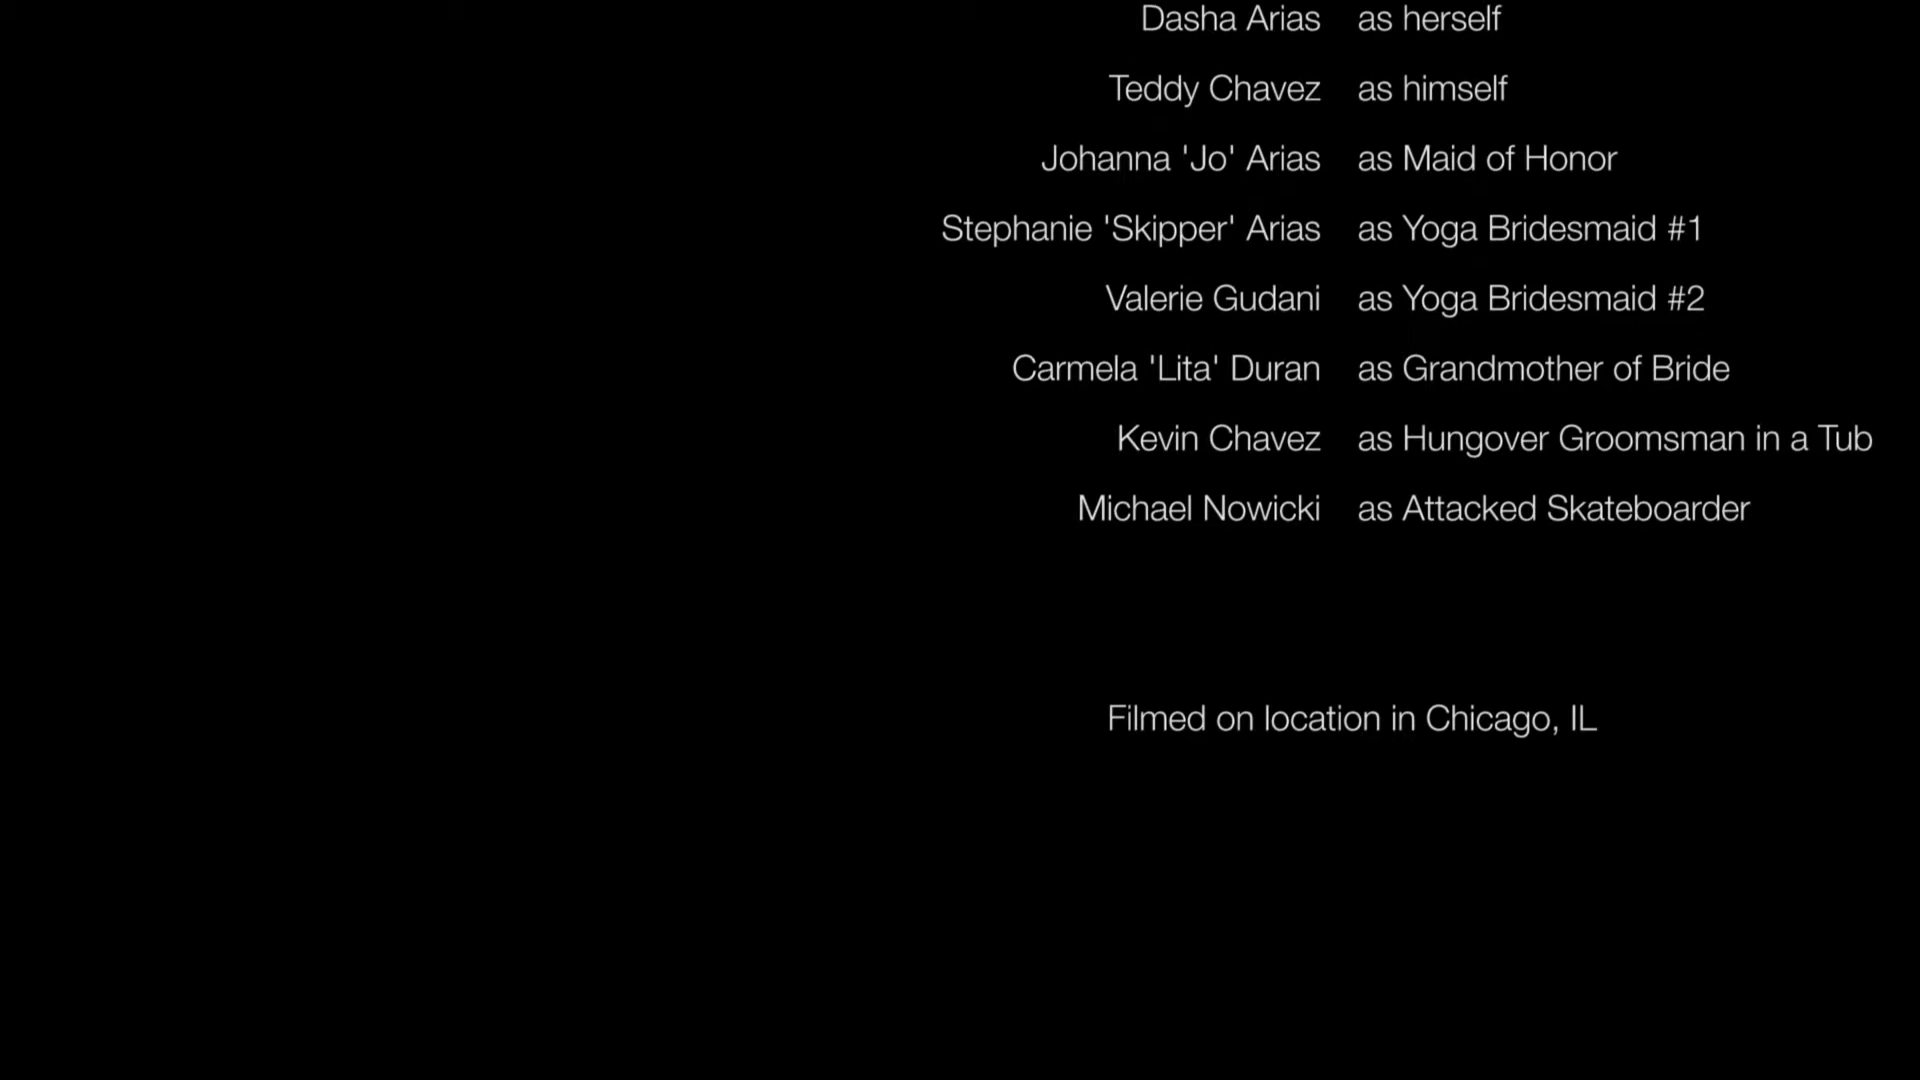 Dasha Arias as herself
Teddy Chavez as himself
Johanna 'Jo' Arias as Maid of Honor
Stephanie 'Skipper' Arias as Yoga Bridesmaid #1
Valerie Gudani as Yoga Bridesmaid #2
Carmela 'Lita' Duran as Grandmother of Bride
Kevin Chavez as Hungover Groomsman in a Tub
Michael Nowicki as Attacked Skateboarder
Filmed on location in Chicago, IL